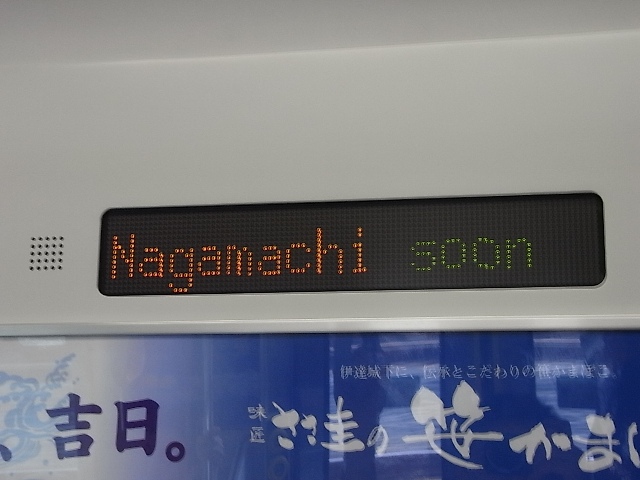 Nagamachi soon
伊達城下に、伝承とこだわりの笹かまぼこ。
、吉日。
味匠 ささ圭の笹かま